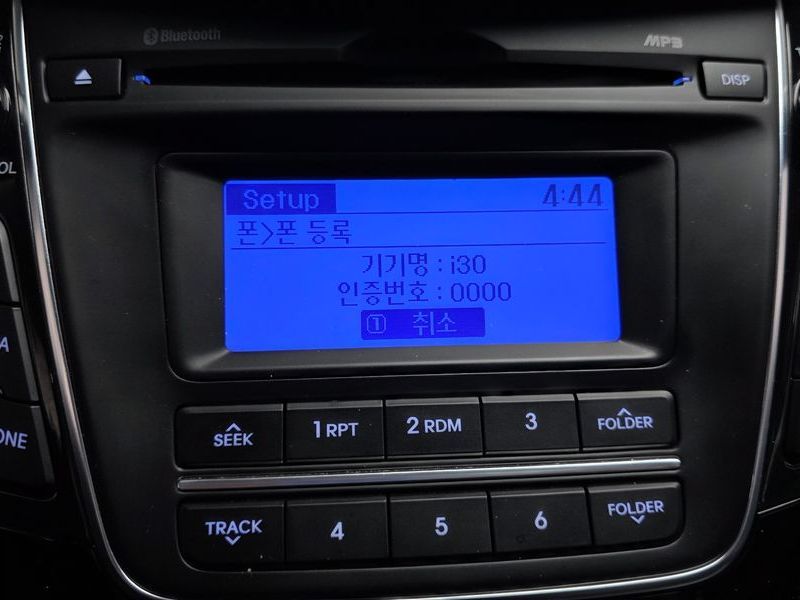 Bluetooth
MP3
DISP
Setup 4:44
폰>폰 등록
기기명 : i30
인증번호 : 0000
1 취소
SEEK
1 RPT
2 RDM
3
FOLDER
TRACK
4
5
6
FOLDER